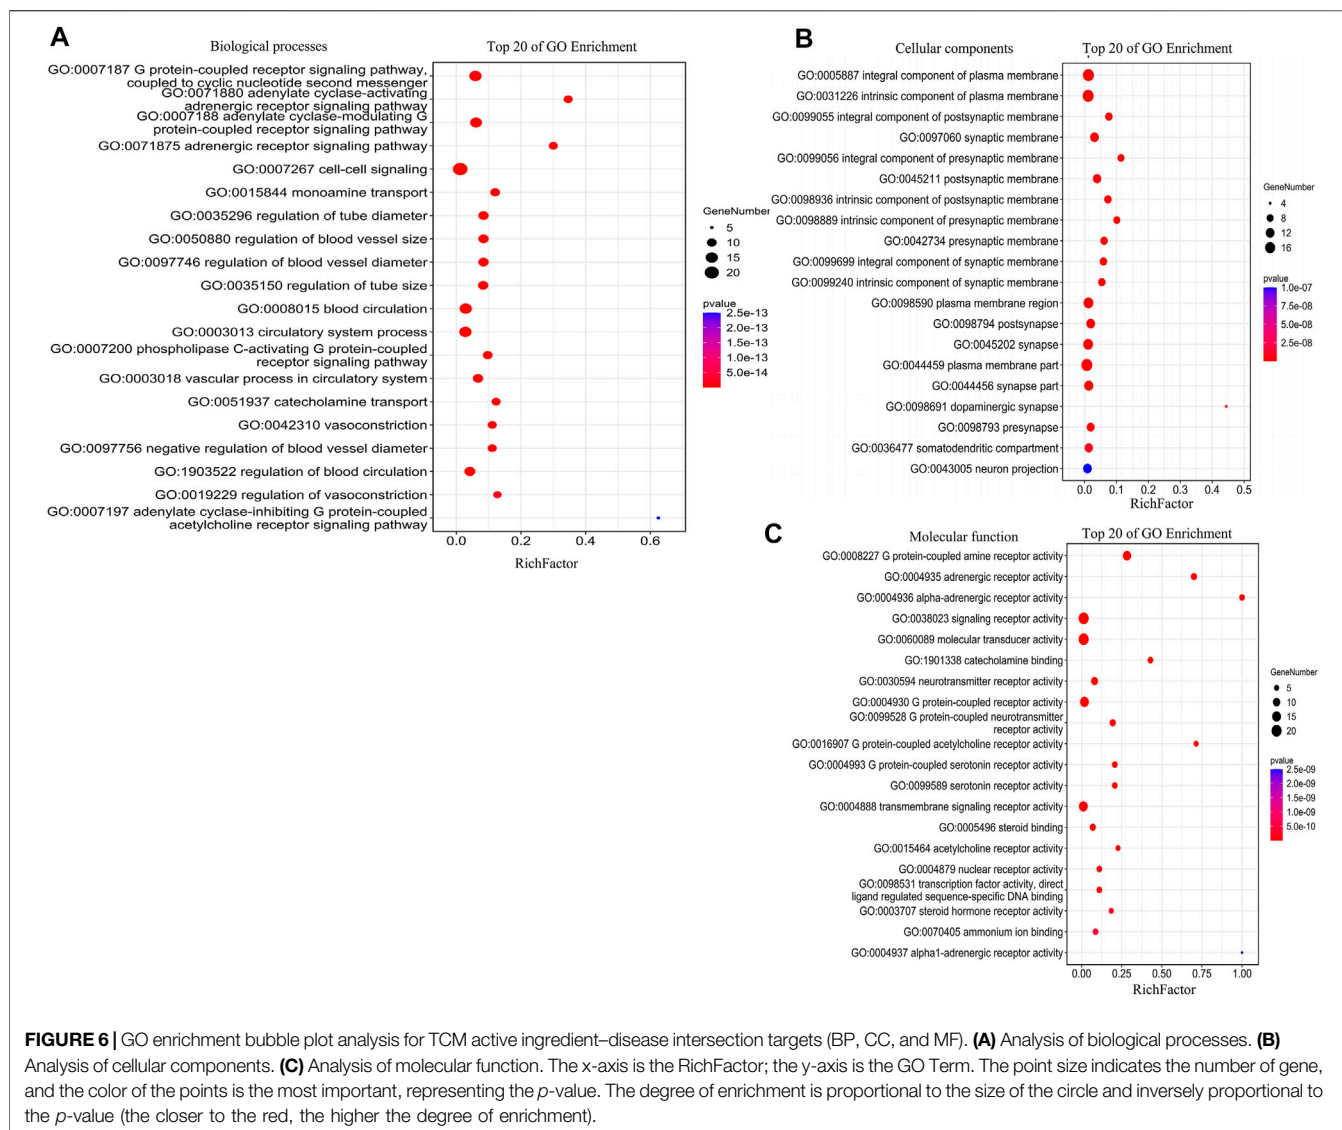 A
Biological processes
Top 20 of GO Enrichment
GO:0007187 G protein-coupled receptor signaling pathway,
coupled to cyclic nucleotide second messenger
GO:0071880 adenylate cyclase-activating
adrenergic receptor signaling pathway
GO:0007188 adenylate cyclase-modulating G
protein-coupled receptor signaling pathway
GO:0071875 adrenergic receptor signaling pathway
GO:0007267 cell-cell signaling
GO:0015844 monoamine transport
GO:0035296 regulation of tube diameter
GO:0050880 regulation of blood vessel size
GO:0097746 regulation of blood vessel diameter
GO:0035150 regulation of tube size
GO:0008015 blood circulation
GO:0003013 circulatory system process
GO:0007200 phospholipase C-activating G protein-coupled
receptor signaling pathway
GO:0003018 vascular process in circulatory system
GO:0051937 catecholamine transport
GO:0042310 vasoconstriction
GO:0097756 negative regulation of blood vessel diameter
GO:1903522 regulation of blood circulation
GO:0019229 regulation of vasoconstriction
GO:0007197 adenylate cyclase-inhibiting G protein-coupled
acetylcholine receptor signaling pathway
0.0 0.2 0.4 0.6
RichFactor
GeneNumber
5
10
15
20
pvalue
2.5e-13
2.0e-13
1.5e-13
1.0e-13
5.0e-14
B
Cellular components
Top 20 of GO Enrichment
GO:0005887 integral component of plasma membrane
GO:0031226 intrinsic component of plasma membrane
GO:0099055 integral component of postsynaptic membrane
GO:0097060 synaptic membrane
GO:0099056 integral component of presynaptic membrane
GO:0045211 postsynaptic membrane
GO:0098936 intrinsic component of postsynaptic membrane
GO:0098889 intrinsic component of presynaptic membrane
GO:0042734 presynaptic membrane
GO:0099699 integral component of synaptic membrane
GO:0099240 intrinsic component of synaptic membrane
GO:0098590 plasma membrane region
GO:0098794 postsynapse
GO:0045202 synapse
GO:0044459 plasma membrane part
GO:0044456 synapse part
GO:0098691 dopaminergic synapse
GO:0098793 presynapse
GO:0036477 somatodendritic compartment
GO:0043005 neuron projection
0.0 0.1 0.2 0.3 0.4 0.5
RichFactor
GeneNumber
4
8
12
16
pvalue
1.0e-07
7.5e-08
5.0e-08
2.5e-08
C
Molecular function
Top 20 of GO Enrichment
GO:0008227 G protein-coupled amine receptor activity
GO:0004935 adrenergic receptor activity
GO:0004936 alpha-adrenergic receptor activity
GO:0038023 signaling receptor activity
GO:0060089 molecular transducer activity
GO:1901338 catecholamine binding
GO:0030594 neurotransmitter receptor activity
GO:0004930 G protein-coupled receptor activity
GO:0099528 G protein-coupled neurotransmitter
receptor activity
GO:0016907 G protein-coupled acetylcholine receptor activity
GO:0004993 G protein-coupled serotonin receptor activity
GO:0099589 serotonin receptor activity
GO:0004888 transmembrane signaling receptor activity
GO:0005496 steroid binding
GO:0015464 acetylcholine receptor activity
GO:0004879 nuclear receptor activity
GO:0098531 transcription factor activity, direct
ligand regulated sequence-specific DNA binding
GO:0003707 steroid hormone receptor activity
GO:0070405 ammonium ion binding
GO:0004937 alpha1-adrenergic receptor activity
0.00 0.25 0.50 0.75 1.00
RichFactor
GeneNumber
5
10
15
20
pvalue
2.5e-09
2.0e-09
1.5e-09
1.0e-09
5.0e-10
FIGURE 6 | GO enrichment bubble plot analysis for TCM active ingredient–disease intersection targets (BP, CC, and MF). (A) Analysis of biological processes. (B)
Analysis of cellular components. (C) Analysis of molecular function. The x-axis is the RichFactor; the y-axis is the GO Term. The point size indicates the number of gene,
and the color of the points is the most important, representing the p-value. The degree of enrichment is proportional to the size of the circle and inversely proportional to
the p-value (the closer to the red, the higher the degree of enrichment).